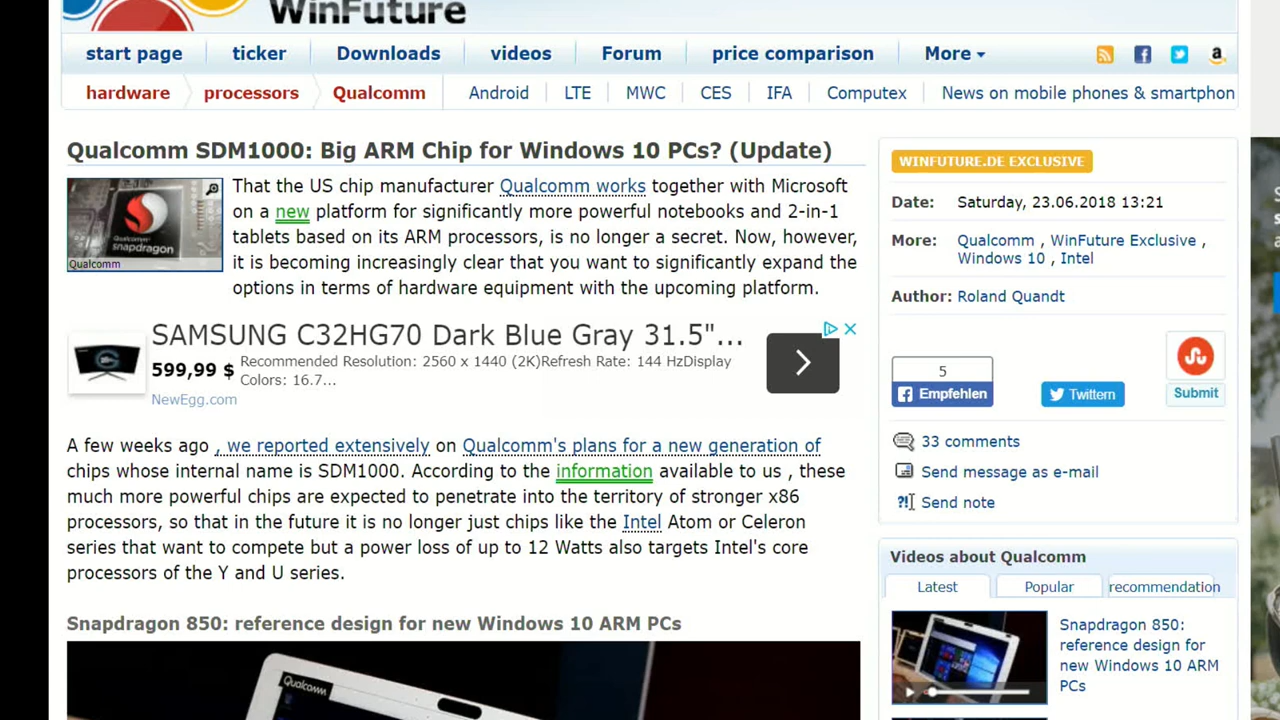 WinFuture
start page ticker Downloads videos Forum price comparison More
hardware processors Qualcomm Android LTE MWC CES IFA Computex News on mobile phones & smartphon
Qualcomm SDM1000: Big ARM Chip for Windows 10 PCs? (Update)
Qualcomm
snapdragon
Qualcomm
That the US chip manufacturer Qualcomm works together with Microsoft
on a new platform for significantly more powerful notebooks and 2-in-1
tablets based on its ARM processors, is no longer a secret. Now, however,
it is becoming increasingly clear that you want to significantly expand the
options in terms of hardware equipment with the upcoming platform.
SAMSUNG C32HG70 Dark Blue Gray 31.5"...
599,99 $ Recommended Resolution: 2560 x 1440 (2K)Refresh Rate: 144 HzDisplay
Colors: 16.7...
NewEgg.com
A few weeks ago , we reported extensively on Qualcomm's plans for a new generation of
chips whose internal name is SDM1000. According to the information available to us , these
much more powerful chips are expected to penetrate into the territory of stronger x86
processors, so that in the future it is no longer just chips like the Intel Atom or Celeron
series that want to compete but a power loss of up to 12 Watts also targets Intel's core
processors of the Y and U series.
Snapdragon 850: reference design for new Windows 10 ARM PCs
Qualcomm
WINFUTURE.DE EXCLUSIVE
Date: Saturday, 23.06.2018 13:21
More: Qualcomm , WinFuture Exclusive ,
Windows 10 , Intel
Author: Roland Quandt
5
Empfehlen
Twittern
Submit
33 comments
Send message as e-mail
Send note
Videos about Qualcomm
Latest Popular recommendation
Snapdragon 850:
reference design for
new Windows 10 ARM
PCs